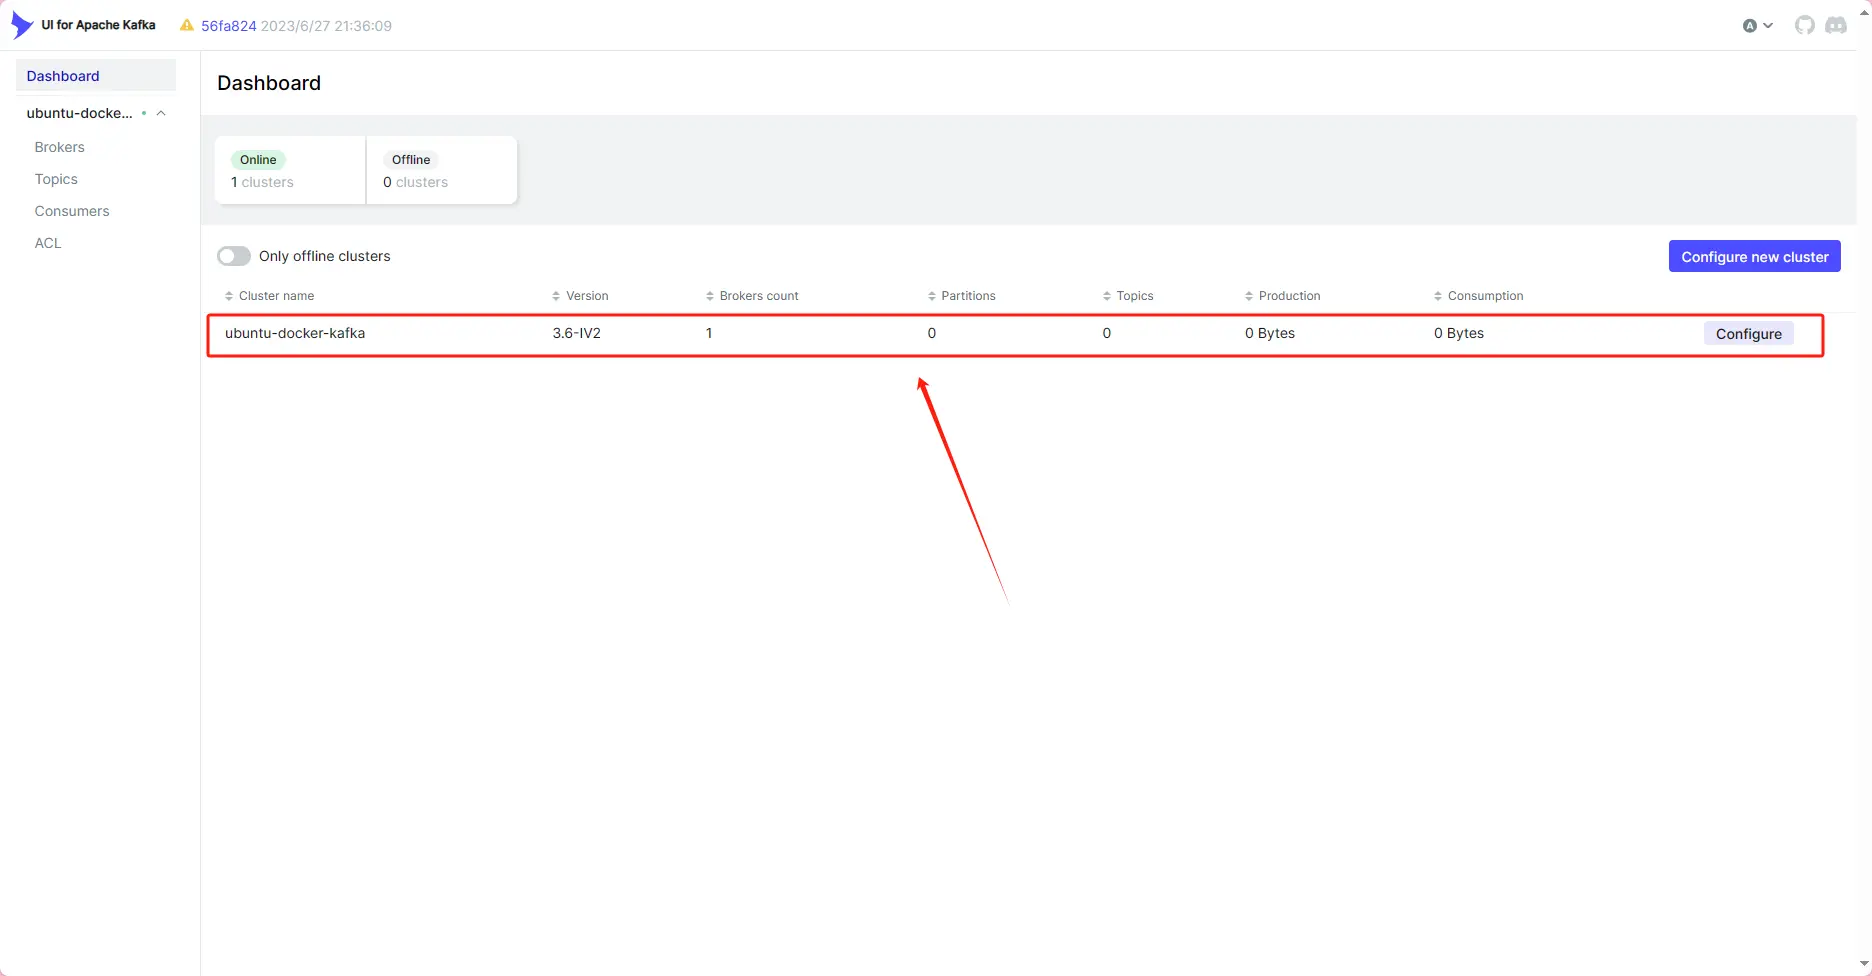 UI for Apache Kafka 56fa824 2023/6/27 21:36:09 A
Dashboard
ubuntu-docke...
Brokers
Topics
Consumers
ACL
Dashboard
Online
1 clusters
Offline
0 clusters
Only offline clusters
Configure new cluster
Cluster name Version Brokers count Partitions Topics Production Consumption
ubuntu-docker-kafka 3.6-IV2 1 0 0 0 Bytes 0 Bytes Configure